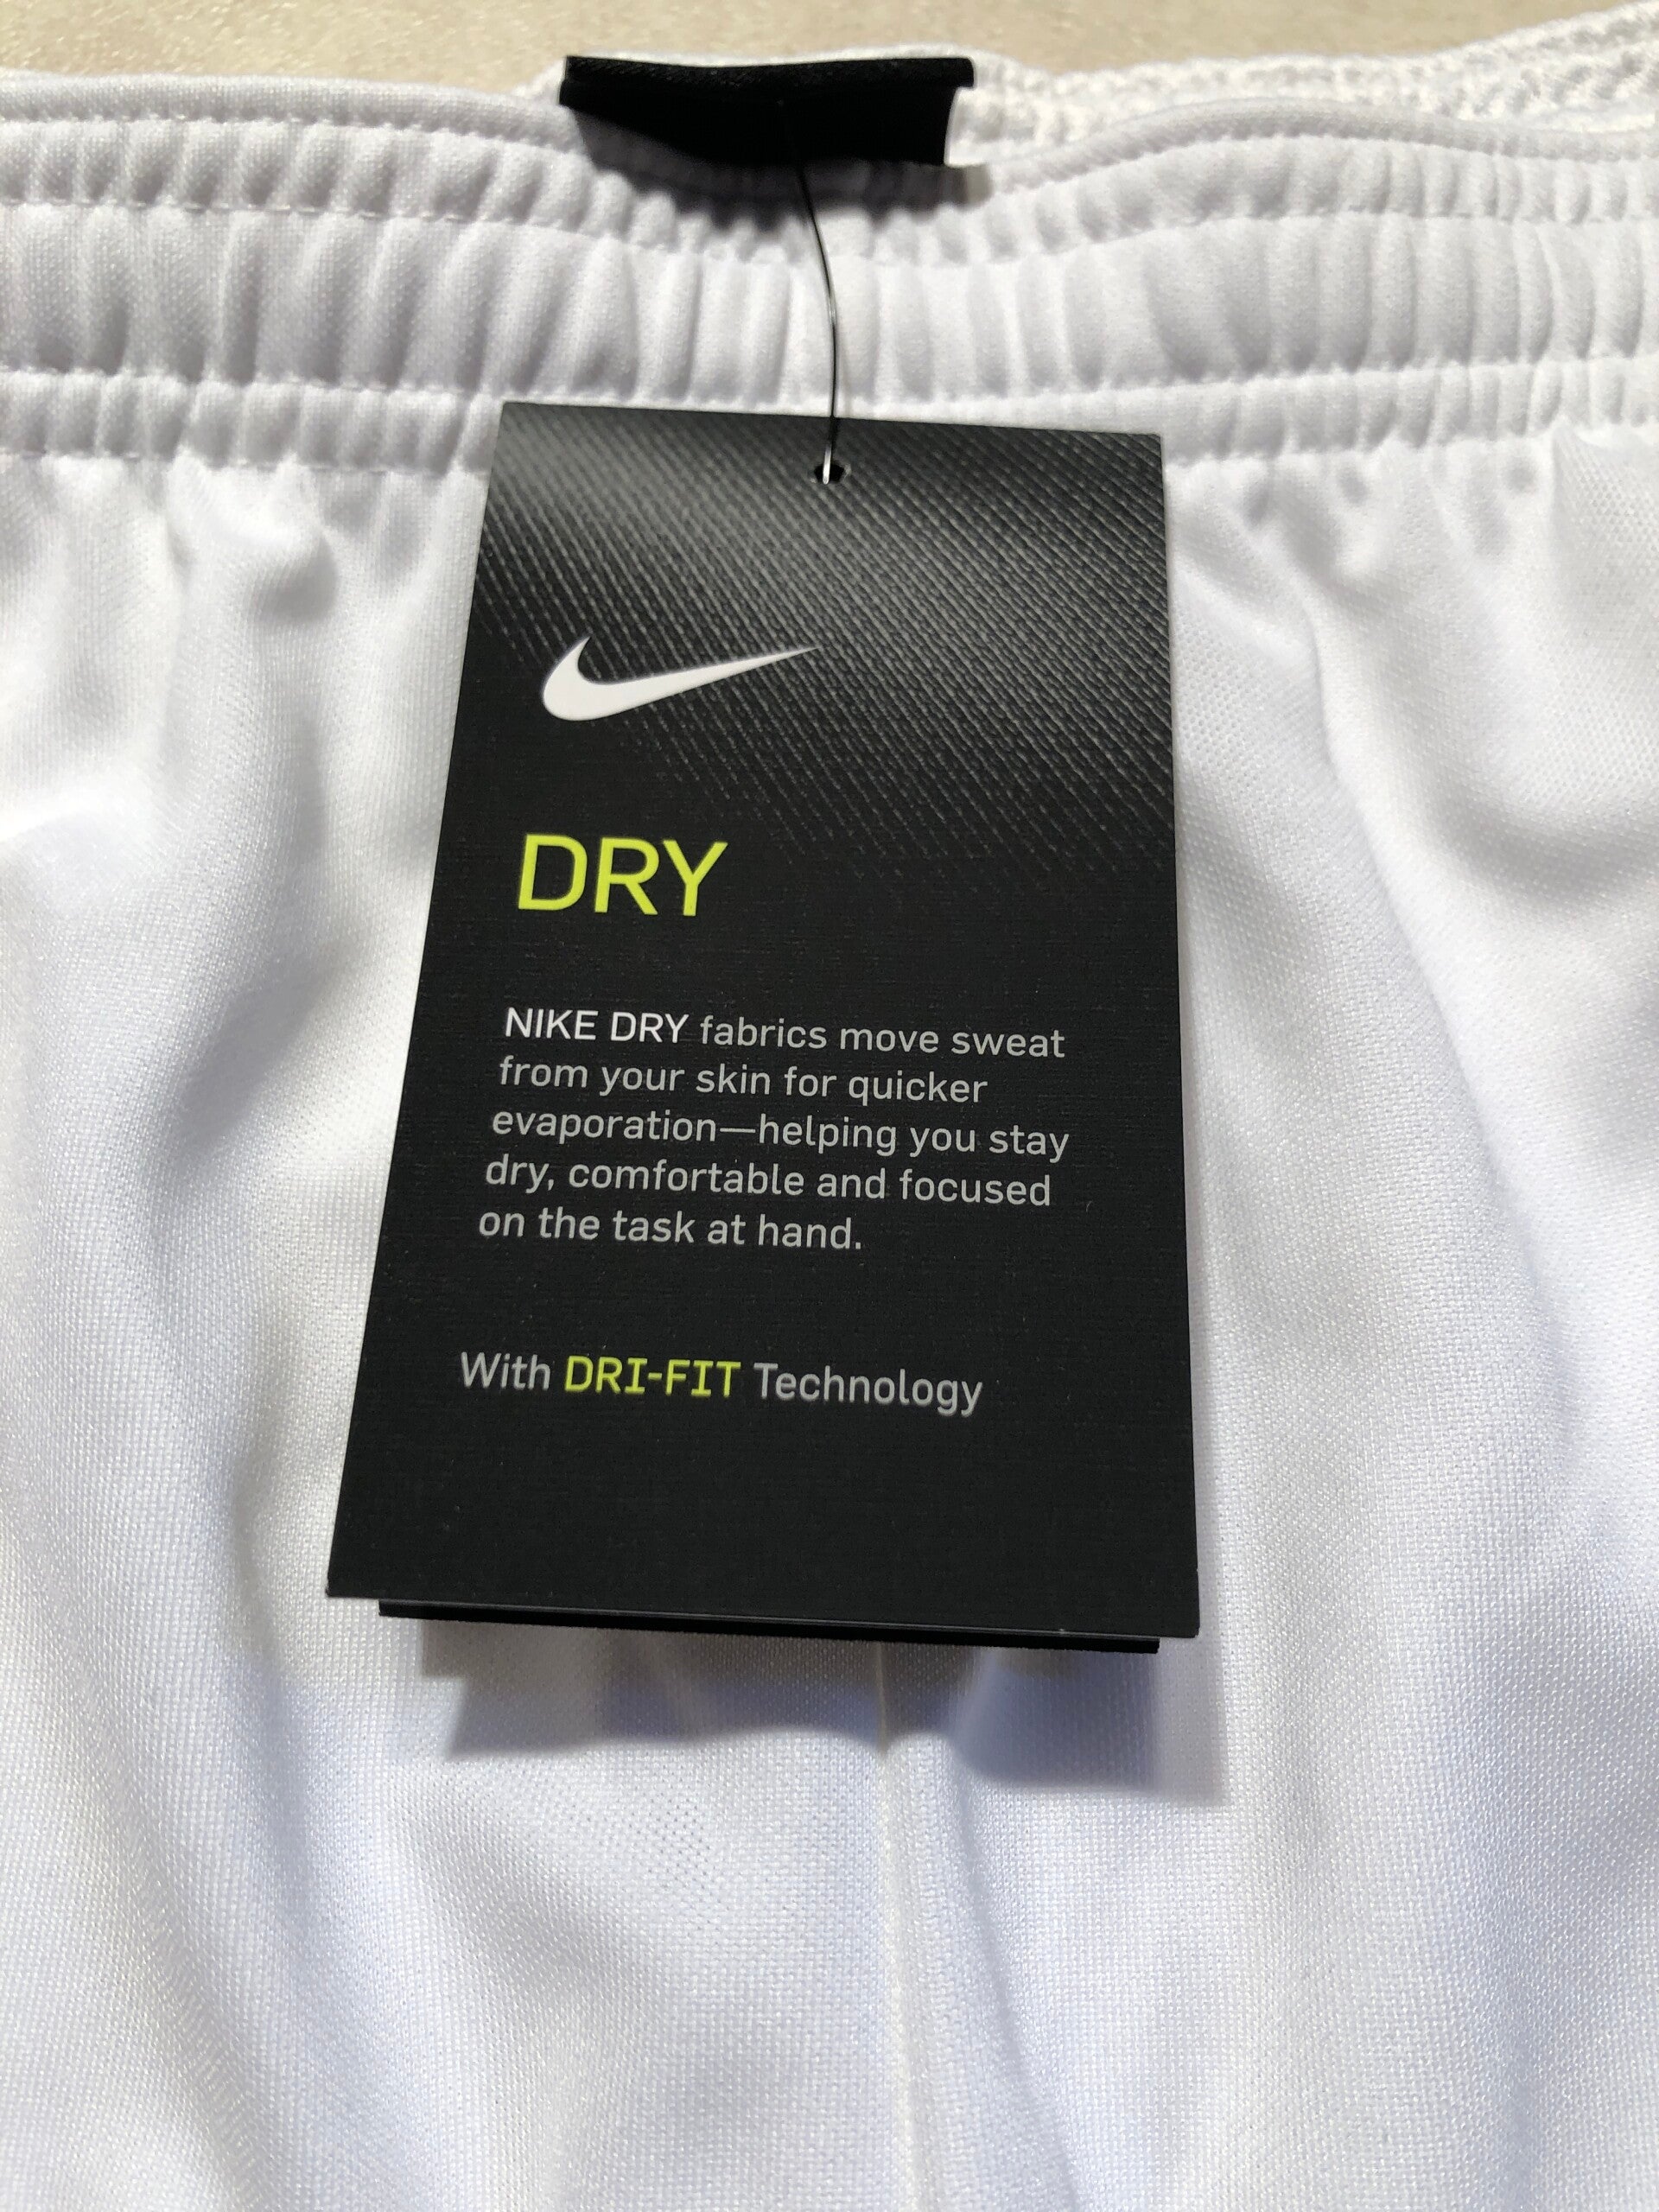 DRY
NIKE DRY fabrics move sweat
from your skin for quicker
evaporation—helping you stay
dry, comfortable and focused
on the task at hand.
With DRI-FIT Technology